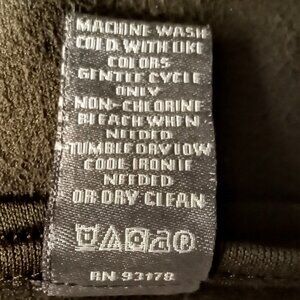 MACHINE WASH
COLD WITH LIKE
COLORS
GENTLE CYCLE
ONLY
NON-CHLORINE
BLEACH WHEN
NEEDED
TUMBLE DRY LOW
COOL IRON IF
NEEDED
OR DRY CLEAN
RN 93178